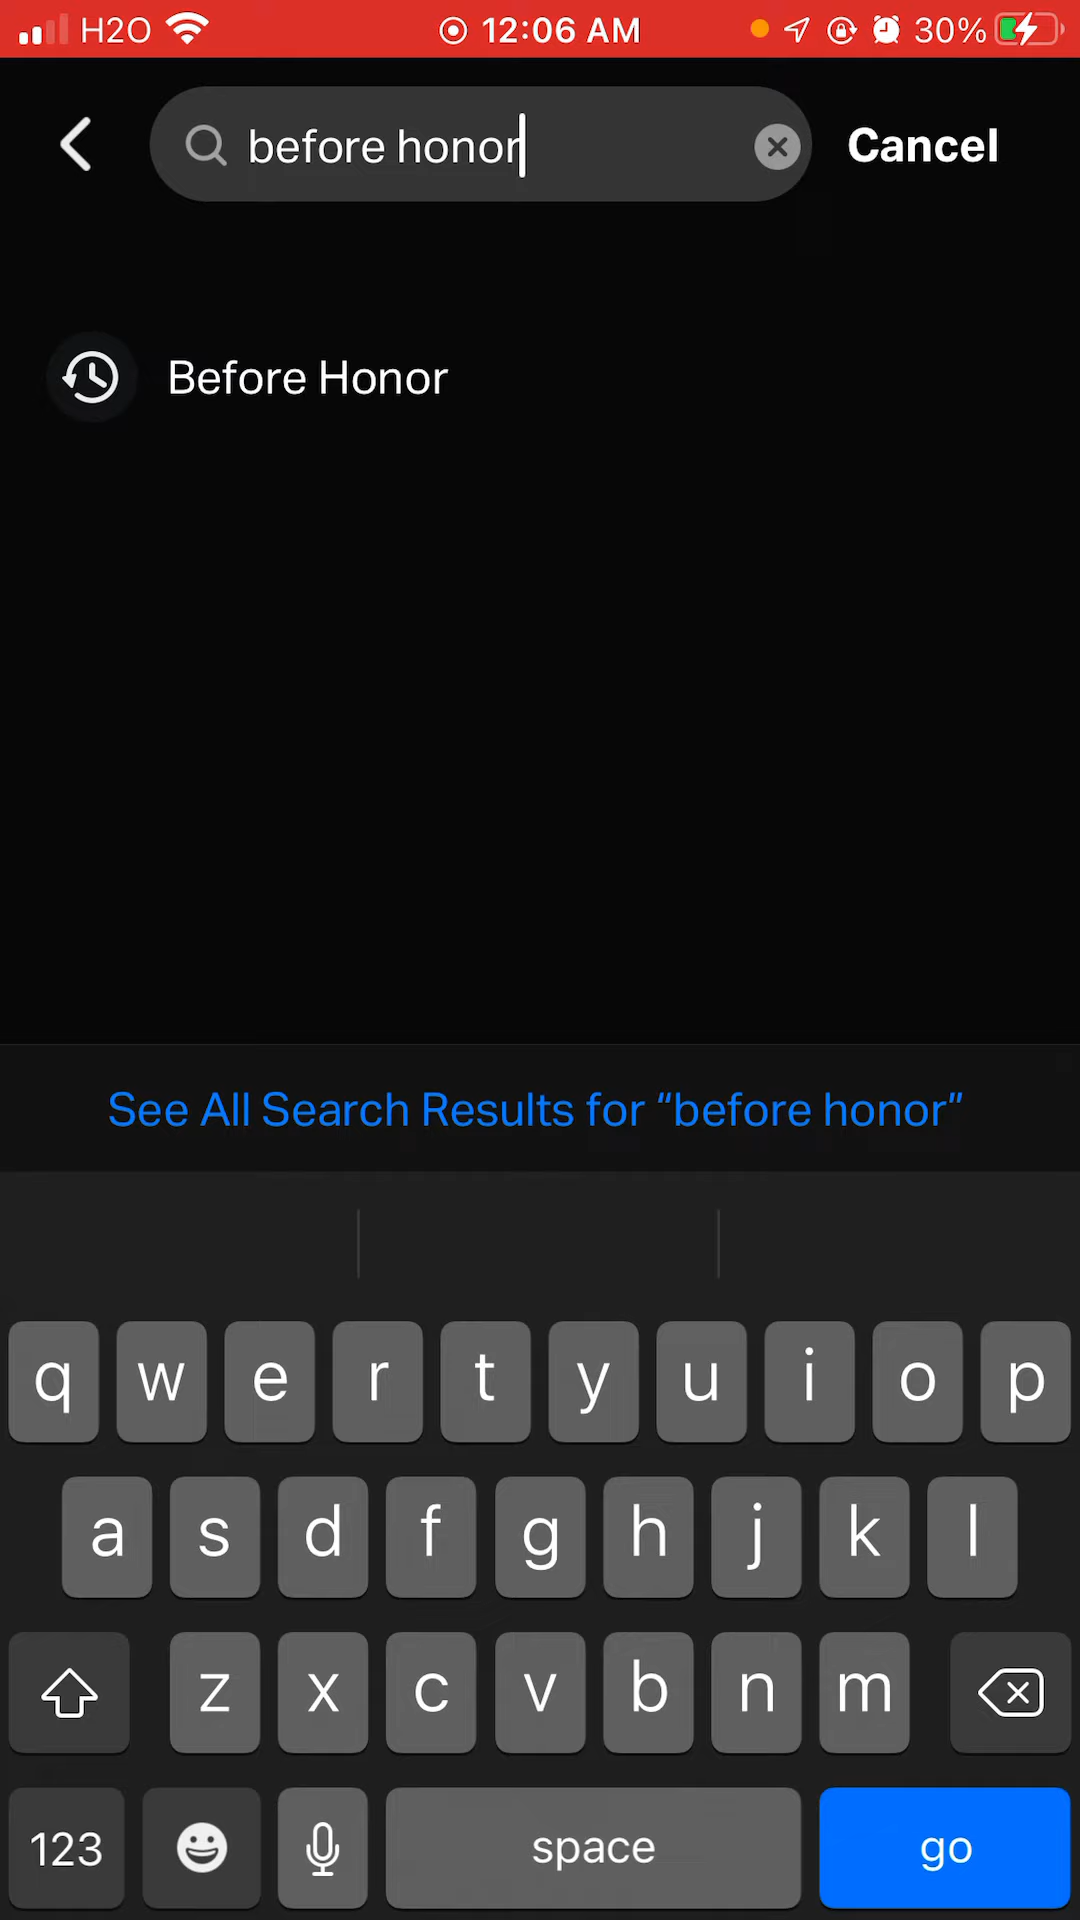 H2O 12:06 AM 30%
before honor Cancel
Before Honor
See All Search Results for “before honor”
q w e r t y u i o p
a s d f g h j k l
z x c v b n m
123 space go